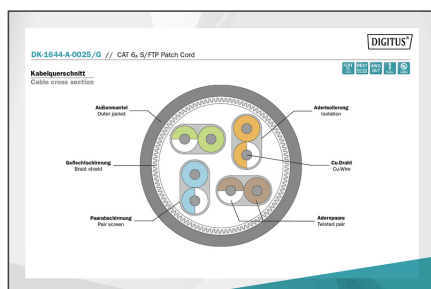 DIGITUS®
DK-1644-A-0025/G // CAT 6A S/FTP Patch Cord
Kabelquerschnitt
Cable cross section
Außenmantel
Outer jacket
Aderisolierung
Isolation
Geflechtschirmung
Braid shield
Cu-Draht
Cu-Wire
Paarabschirmung
Pair screen
Adernpaare
Twisted pair